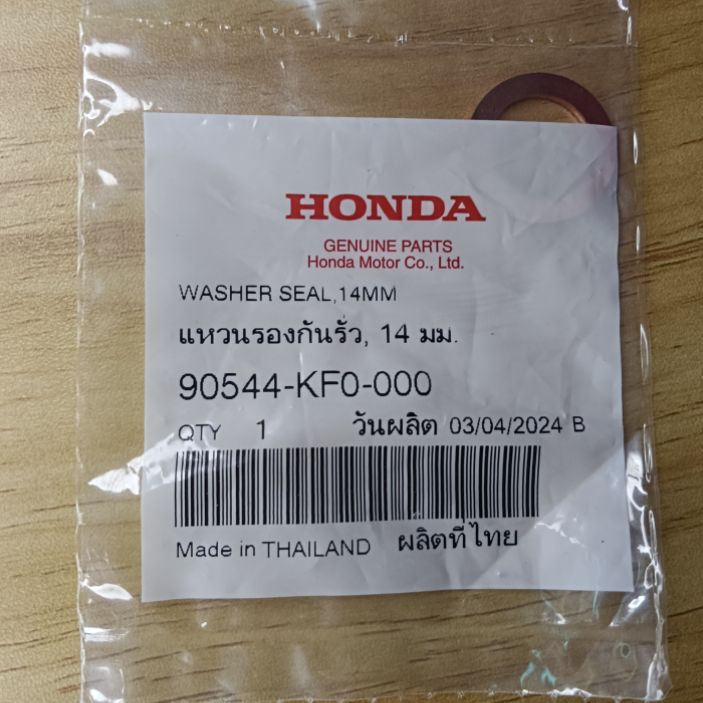 HONDA
GENUINE PARTS
Honda Motor Co., Ltd.
WASHER SEAL,14MM
แหวนรองกันรั่ว, 14 มม.
90544-KF0-000
QTY 1 วันผลิต 03/04/2024 B
Made in THAILAND ผลิตที่ไทย